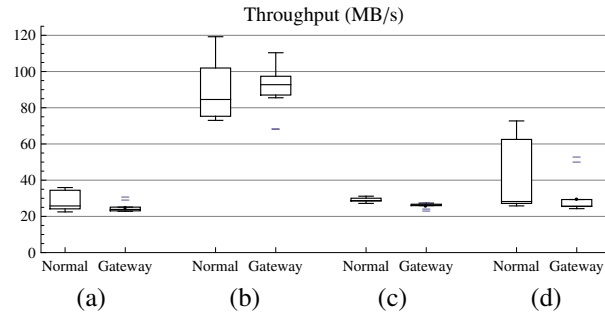 Throughput (MB/s)
120
100
80
60
40
20
0
Normal Gateway Normal Gateway Normal Gateway Normal Gateway
(a) (b) (c) (d)